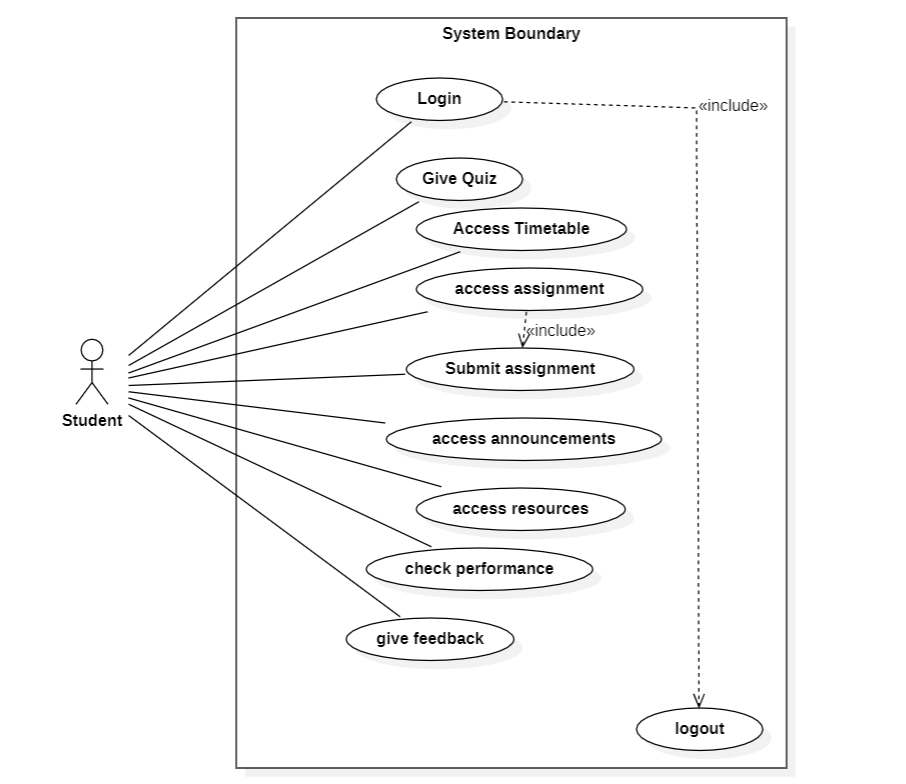 System Boundary
Login
«include»
Give Quiz
Access Timetable
access assignment
«include»
Submit assignment
Student
access announcements
access resources
check performance
give feedback
logout